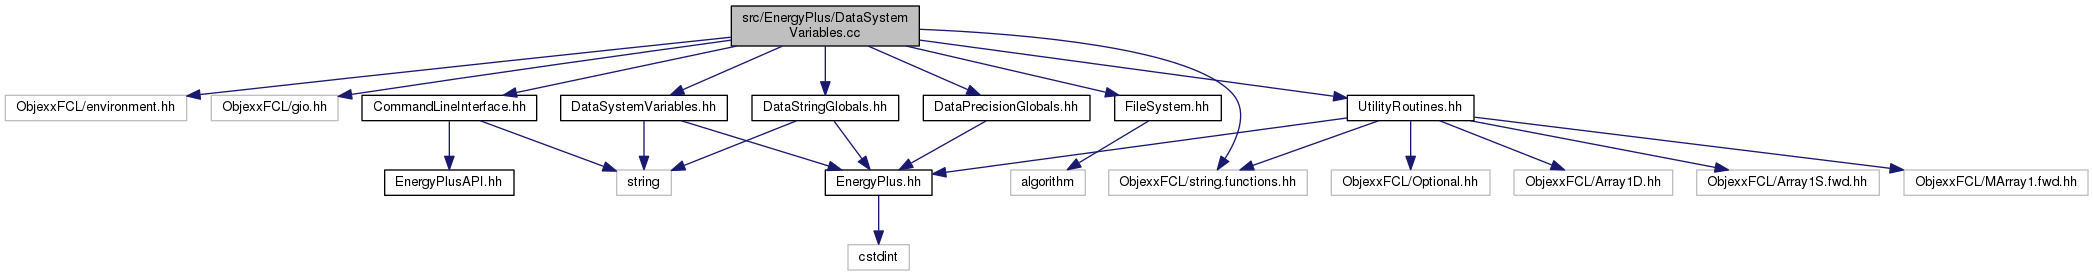 src/EnergyPlus/DataSystem
Variables.cc
ObjexxFCL/environment.hh
ObjexxFCL/gio.hh
CommandLineInterface.hh
DataSystemVariables.hh
DataStringGlobals.hh
DataPrecisionGlobals.hh
FileSystem.hh
UtilityRoutines.hh
EnergyPlusAPI.hh
string
EnergyPlus.hh
algorithm
ObjexxFCL/string.functions.hh
ObjexxFCL/Optional.hh
ObjexxFCL/Array1D.hh
ObjexxFCL/Array1S.fwd.hh
ObjexxFCL/MArray1.fwd.hh
cstdint